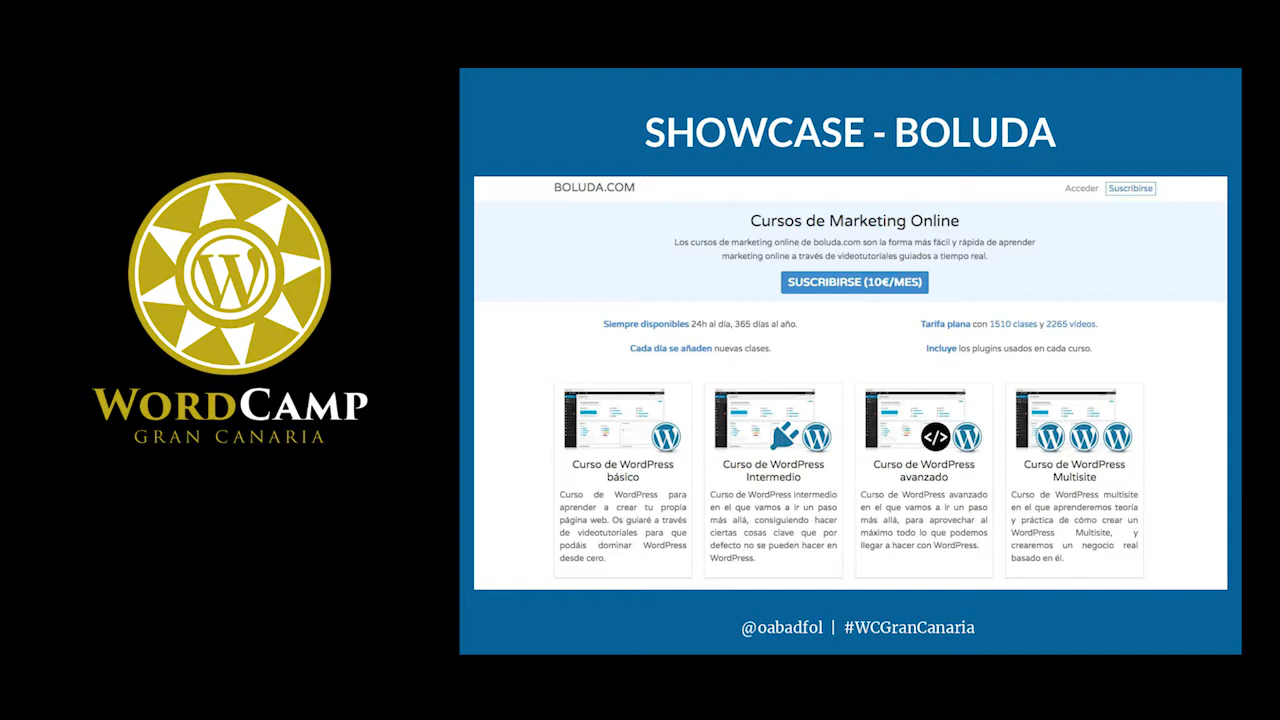 WORDCAMP
GRAN CANARIA
SHOWCASE - BOLUDA
BOLUDA.COM
Acceder
Suscribirse
Cursos de Marketing Online
Los cursos de marketing online de boluda.com son la forma más fácil y rápida de aprender
marketing online a través de videotutoriales guiados a tiempo real.
SUSCRIBIRSE (10€/MES)
Siempre disponibles 24h al día, 365 días al año.
Tarifa plana con 1510 clases y 2265 vídeos.
Cada día se añaden nuevas clases.
Incluye los plugins usados en cada curso.
Curso de WordPress
básico
Curso de WordPress para
aprender a crear tu propia
página web. Os guiaré a través
de videotutoriales para que
podáis dominar WordPress
desde cero.
Curso de WordPress
Intermedio
Curso de WordPress intermedio
en el que vamos a ir un paso
más allá, consiguiendo hacer
ciertas cosas clave que por
defecto no se pueden hacer en
WordPress.
Curso de WordPress
avanzado
Curso de WordPress avanzado
en el que vamos a ir un paso
más allá, para aprovechar al
máximo todo lo que podemos
llegar a hacer con WordPress.
Curso de WordPress
Multisite
Curso de WordPress multisite
en el que aprenderemos teoría
y práctica de cómo crear un
WordPress Multisite, y
crearemos un negocio real
basado en él.
@oabadfol | #WCGranCanaria